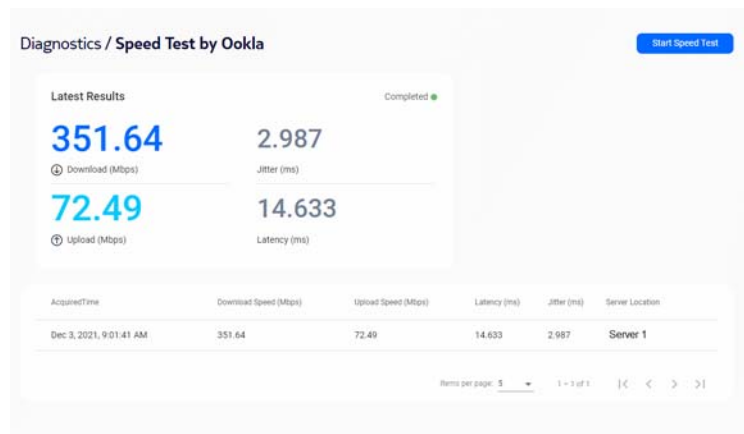 Diagnostics / Speed Test by Ookla
Start Speed Test
Latest Results
Completed
351.64
2.987
Download (Mbps)
Jitter (ms)
72.49
14.633
Upload (Mbps)
Latency (ms)
AcquiredTime Download Speed (Mbps) Upload Speed (Mbps) Latency (ms) Jitter (ms) Server Location
Dec 3, 2021, 9:01:41 AM 351.64 72.49 14.633 2.987 Server 1
Items per page: 5 1 – 1 of 1